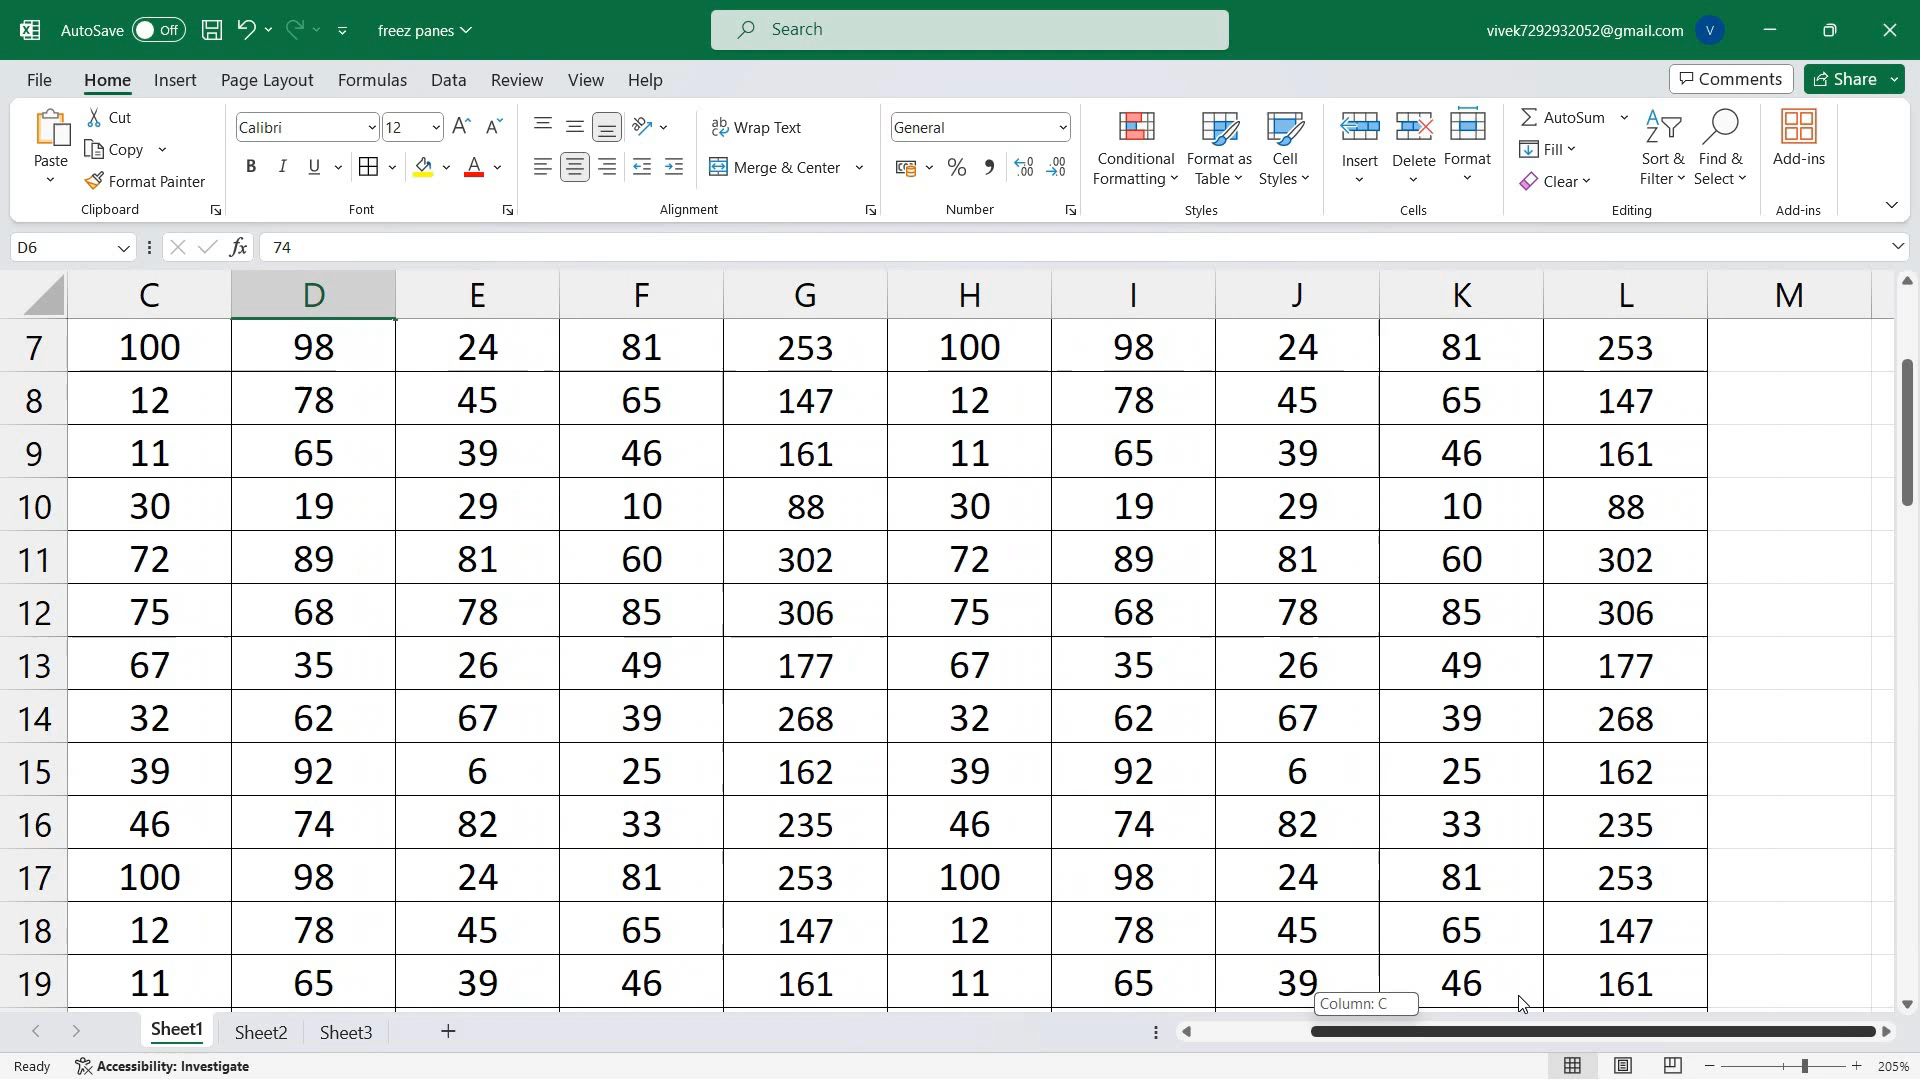 AutoSave Off freez panes Search vivek7292932052@gmail.com V
File Home Insert Page Layout Formulas Data Review View Help Comments Share
Paste Cut Copy Format Painter Clipboard
Calibri 12 A A B I U A Font
ab Wrap Text Merge & Center Alignment
General % 9 .00 .00 Number
Conditional Formatting Format as Table Cell Styles Styles
Insert Delete Format Cells
AutoSum Fill Clear Sort & Filter Find & Select Editing
Add-ins Add-ins
D6 fx 74
C D E F G H I J K L M
7 100 98 24 81 253 100 98 24 81 253
8 12 78 45 65 147 12 78 45 65 147
9 11 65 39 46 161 11 65 39 46 161
10 30 19 29 10 88 30 19 29 10 88
11 72 89 81 60 302 72 89 81 60 302
12 75 68 78 85 306 75 68 78 85 306
13 67 35 26 49 177 67 35 26 49 177
14 32 62 67 39 268 32 62 67 39 268
15 39 92 6 25 162 39 92 6 25 162
16 46 74 82 33 235 46 74 82 33 235
17 100 98 24 81 253 100 98 24 81 253
18 12 78 45 65 147 12 78 45 65 147
19 11 65 39 46 161 11 65 39 46 161
Column: C
Sheet1 Sheet2 Sheet3 +
Ready Accessibility: Investigate 205%